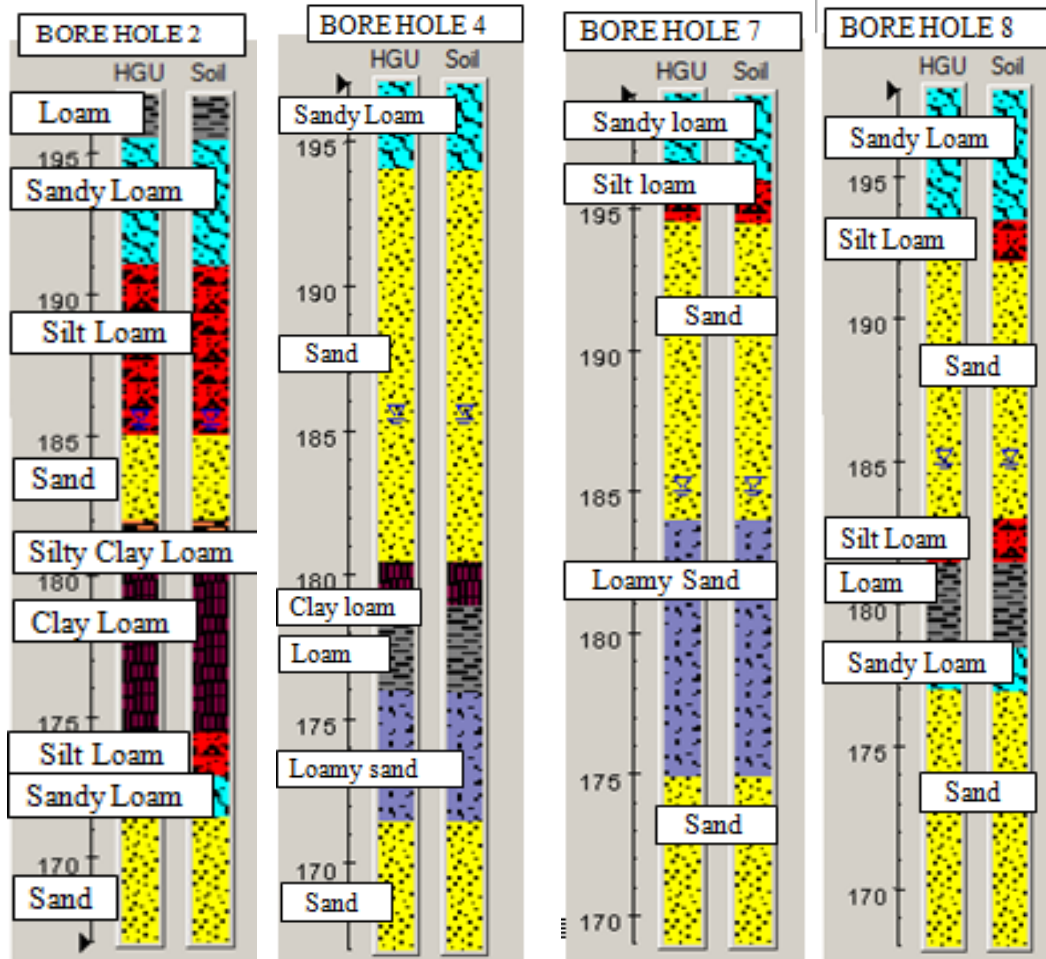 BORE HOLE 2
HGU Soil
Loam
195
Sandy Loam
190
Silt Loam
185
Sand
Silty Clay Loam
180
Clay Loam
175
Silt Loam
Sandy Loam
170
Sand
BORE HOLE 4
HGU Soil
Sandy Loam
195
290
Sand
185
180
Clay loam
Loam
175
Loamy sand
170
Sand
BORE HOLE 7
HGU Soil
Sandy loam
Silt loam
195
Sand
190
185
Loamy Sand
180
175
Sand
170
BORE HOLE 8
HGU Soil
Sandy Loam
195
Silt Loam
190
Sand
185
Silt Loam
Loam
180
Sandy Loam
175
Sand
170